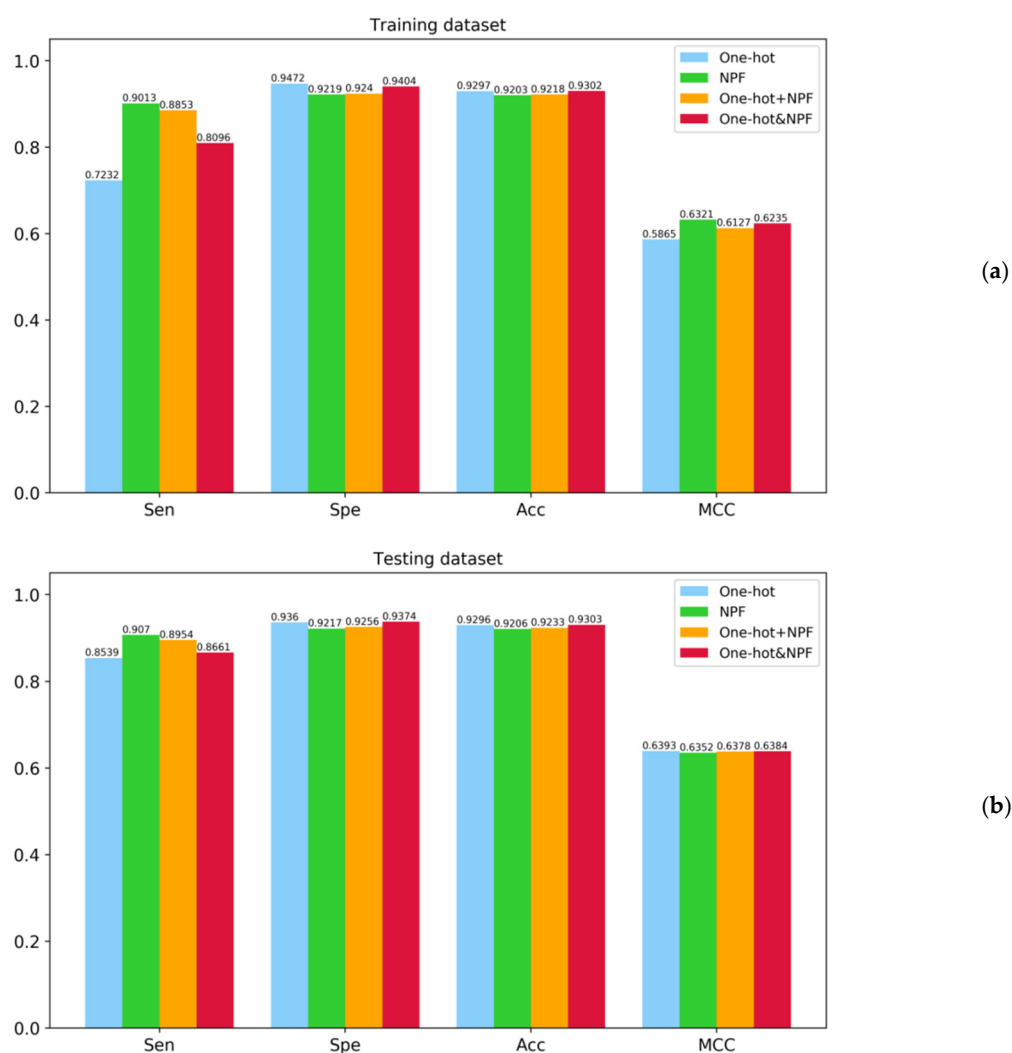 Training dataset
1.0
0.8
0.6
0.4
0.2
0.0
0.7232
0.9013
0.8853
0.8096
0.9472
0.9219
0.924
0.9404
0.9297
0.9203
0.9218
0.9302
0.5865
0.6321
0.6127
0.6235
One-hot
NPF
One-hot+NPF
One-hot&NPF
Sen
Spe
Acc
MCC
(a)
Testing dataset
1.0
0.8
0.6
0.4
0.2
0.0
0.8539
0.907
0.8954
0.8661
0.936
0.9217
0.9256
0.9374
0.9296
0.9206
0.9233
0.9303
0.6393
0.6352
0.6378
0.6384
One-hot
NPF
One-hot+NPF
One-hot&NPF
Sen
Spe
Acc
MCC
(b)